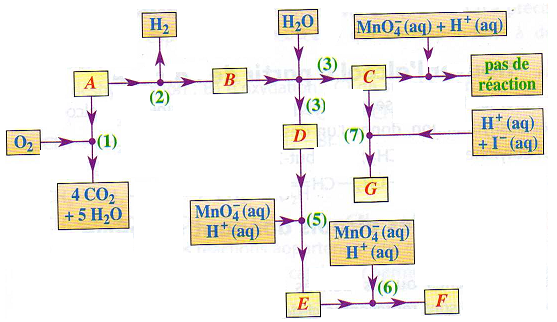 H₂
H₂O
MnO₄⁻(aq) + H⁺(aq)
A
(2)
B
(3)
C
pas de
réaction
(3)
O₂
(1)
D
(7)
H⁺(aq)
+ I⁻(aq)
4 CO₂
+ 5 H₂O
G
MnO₄⁻(aq)
H⁺(aq)
(5)
MnO₄⁻(aq)
H⁺(aq)
E
(6)
F